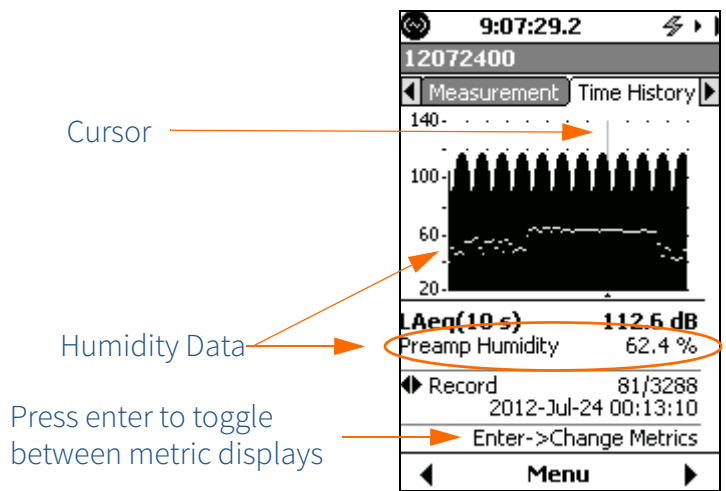 9:07:29.2
12072400
Measurement Time History
140-
100-
60-
20-
LAeq(10 s) 112.6 dB
Preamp Humidity 62.4 %
Record 81/3288
2012-Jul-24 00:13:10
Enter->Change Metrics
Menu
Cursor
Humidity Data
Press enter to toggle
between metric displays